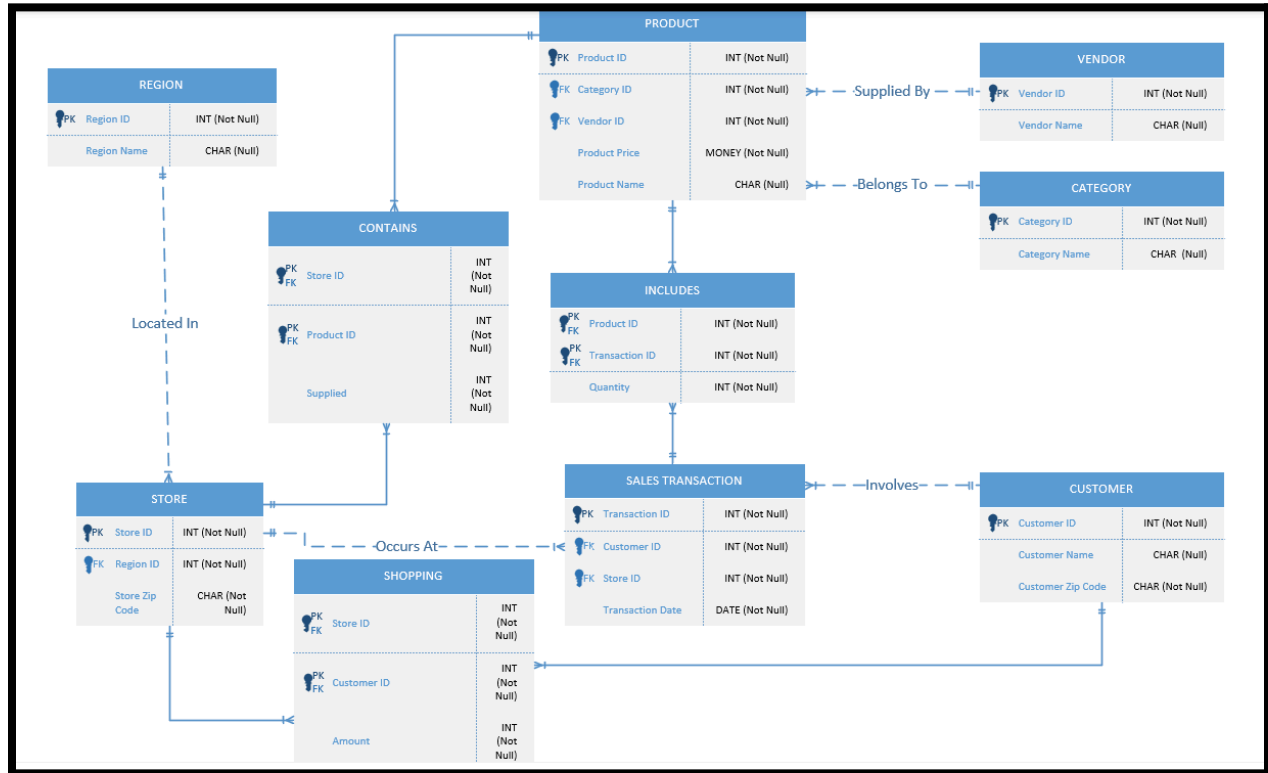 PRODUCT
PK Product ID INT (Not Null)
FK Category ID INT (Not Null)
FK Vendor ID INT (Not Null)
Product Price MONEY (Not Null)
Product Name CHAR (Null)
REGION
PK Region ID INT (Not Null)
Region Name CHAR (Null)
VENDOR
PK Vendor ID INT (Not Null)
Vendor Name CHAR (Null)
Supplied By
Belongs To
CATEGORY
PK Category ID INT (Not Null)
Category Name CHAR (Null)
CONTAINS
PK
FK
Store ID
INT
(Not
Null)
PK
FK
Product ID
INT
(Not
Null)
Supplied
INT
(Not
Null)
INCLUDES
PK
FK
Product ID INT (Not Null)
PK
FK
Transaction ID INT (Not Null)
Quantity INT (Not Null)
Located In
STORE
PK Store ID INT (Not Null)
FK Region ID INT (Not Null)
Store Zip
Code
CHAR (Not
Null)
Occurs At
SALES TRANSACTION
PK Transaction ID INT (Not Null)
FK Customer ID INT (Not Null)
FK Store ID INT (Not Null)
Transaction Date DATE (Not Null)
Involves
CUSTOMER
PK Customer ID INT (Not Null)
Customer Name CHAR (Null)
Customer Zip Code CHAR (Not Null)
SHOPPING
PK
FK
Store ID
INT
(Not
Null)
PK
FK
Customer ID
INT
(Not
Null)
Amount
INT
(Not
Null)